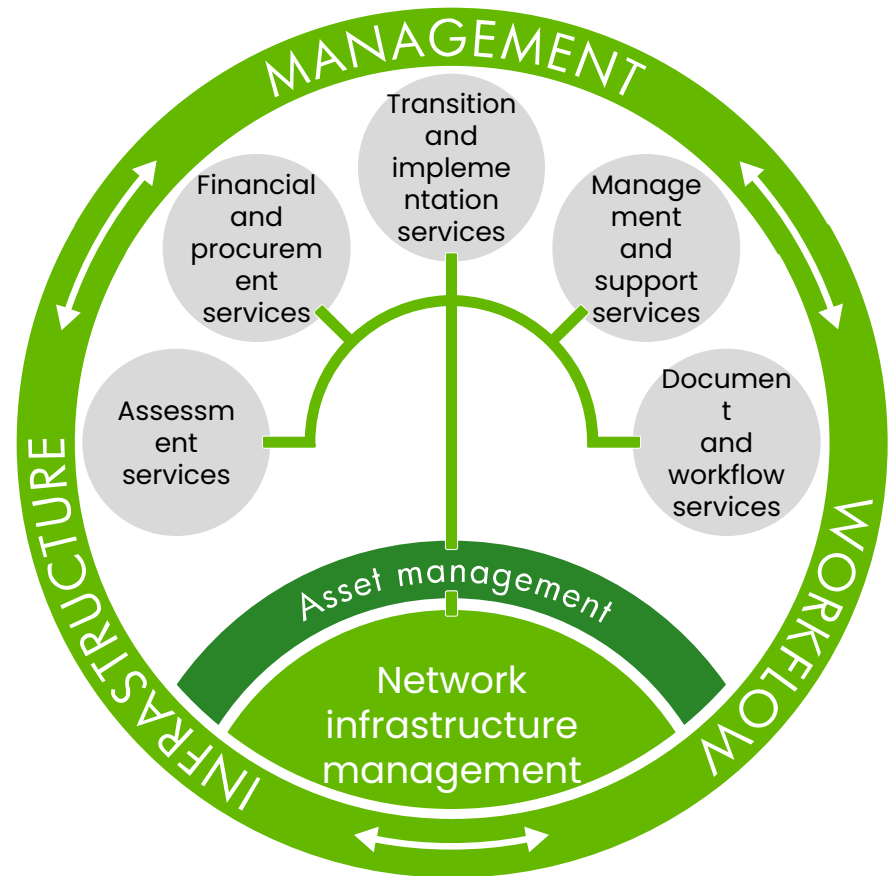 MANAGEMENT
Transition
and
impleme
ntation
services
Financial
and
procurem
ent
services
Manage
ment
and
support
services
Assessm
ent
services
Documen
t
and
workflow
services
INFRASTRUCTURE
WORKFLOW
Asset management
Network
infrastructure
management